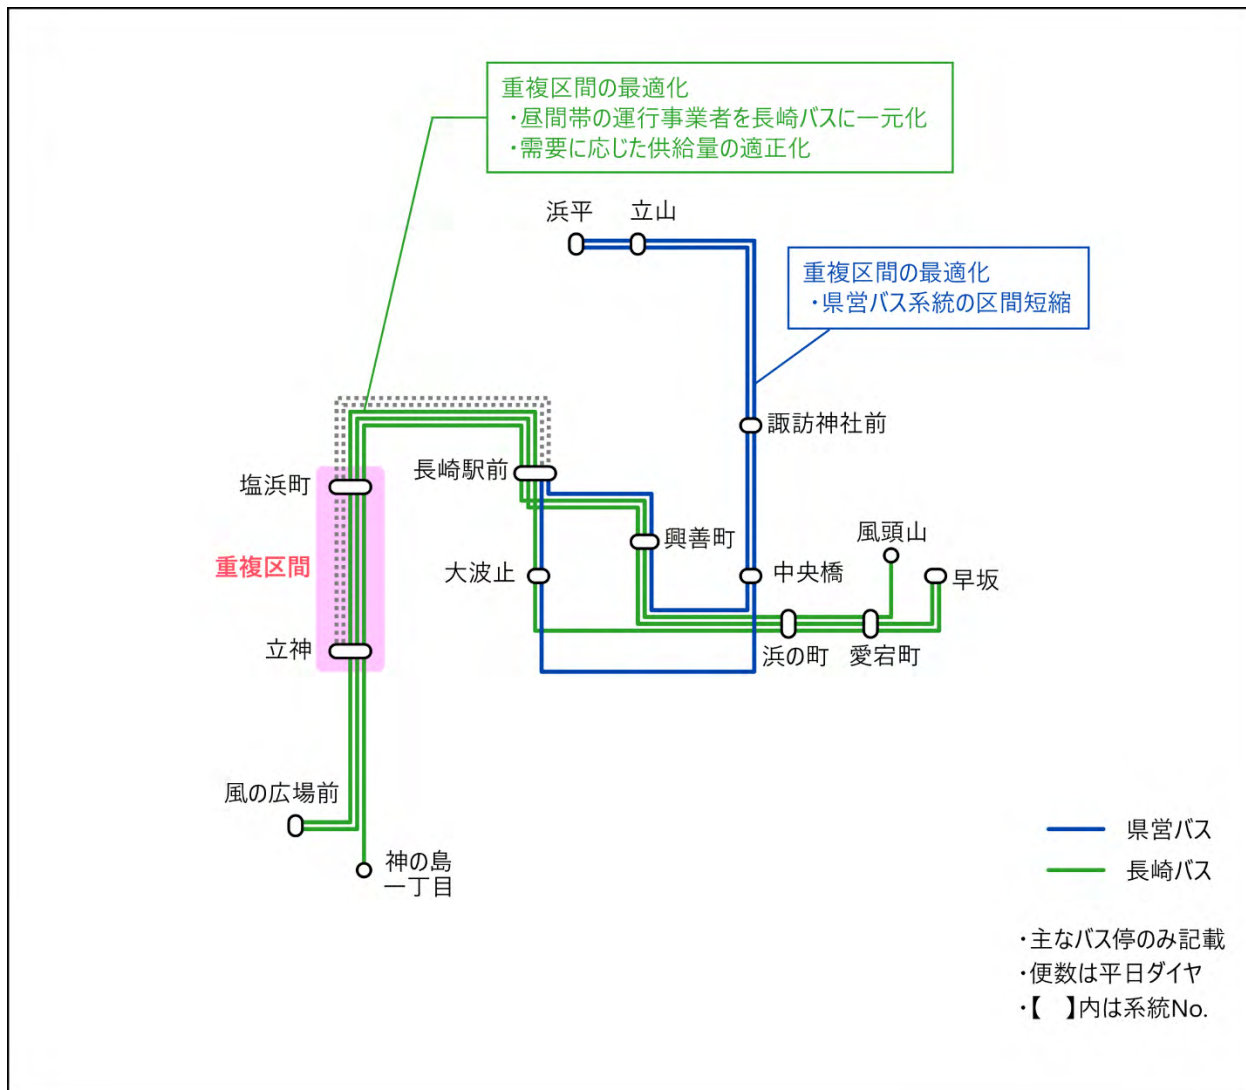 重複区間の最適化
・昼間帯の運行事業者を長崎バスに一元化
・需要に応じた供給量の適正化
浜平
立山
重複区間の最適化
・県営バス系統の区間短縮
諏訪神社前
長崎駅前
塩浜町
興善町
風頭山
重複区間
大波止
中央橋
早坂
立神
浜の町
愛宕町
風の広場前
県営バス
神の島
一丁目
長崎バス
・主なバス停のみ記載
・便数は平日ダイヤ
・【　】内は系統No.